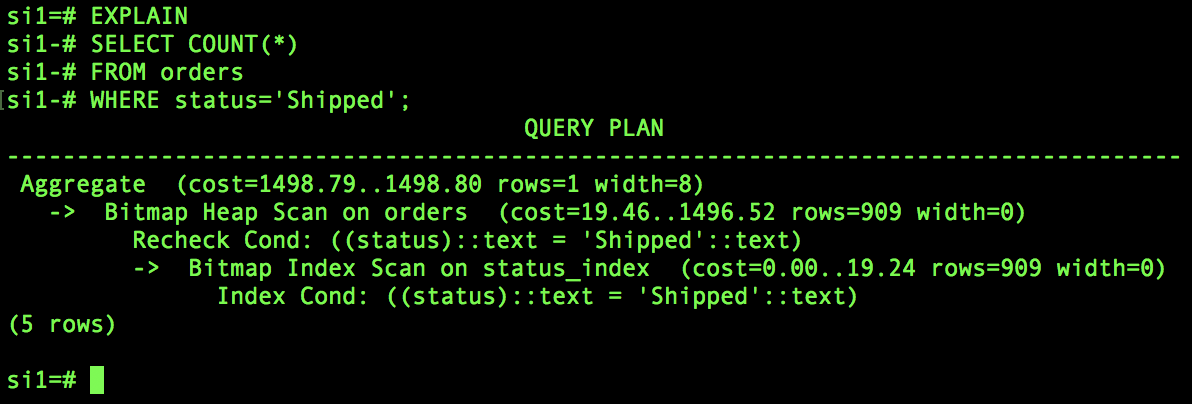 si1=# EXPLAIN
si1-# SELECT COUNT(*)
si1-# FROM orders
si1-# WHERE status='Shipped';
QUERY PLAN
------------------------------------------------------------------------------------
Aggregate  (cost=1498.79..1498.80 rows=1 width=8)
  ->  Bitmap Heap Scan on orders  (cost=19.46..1496.52 rows=909 width=0)
        Recheck Cond: ((status)::text = 'Shipped'::text)
        ->  Bitmap Index Scan on status_index  (cost=0.00..19.24 rows=909 width=0)
              Index Cond: ((status)::text = 'Shipped'::text)
(5 rows)
si1=#